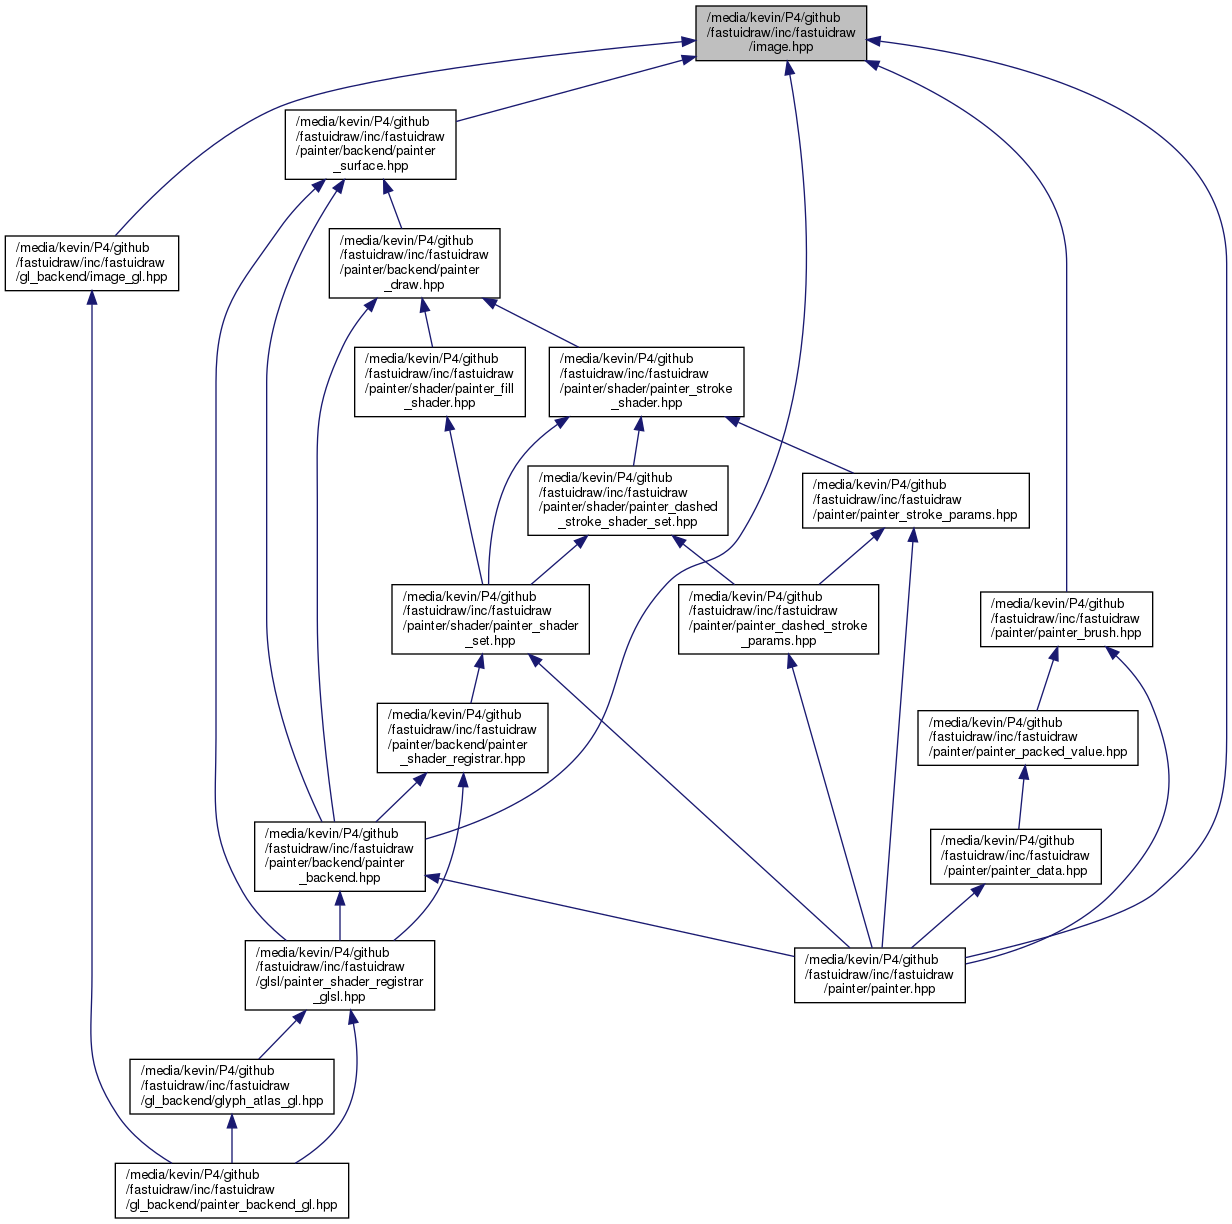 /media/kevin/P4/github
/fastuidraw/inc/fastuidraw
/image.hpp
/media/kevin/P4/github
/fastuidraw/inc/fastuidraw
/painter/backend/painter
_surface.hpp
/media/kevin/P4/github
/fastuidraw/inc/fastuidraw
/gl_backend/image_gl.hpp
/media/kevin/P4/github
/fastuidraw/inc/fastuidraw
/painter/backend/painter
_draw.hpp
/media/kevin/P4/github
/fastuidraw/inc/fastuidraw
/painter/shader/painter_fill
_shader.hpp
/media/kevin/P4/github
/fastuidraw/inc/fastuidraw
/painter/shader/painter_stroke
_shader.hpp
/media/kevin/P4/github
/fastuidraw/inc/fastuidraw
/painter/shader/painter_dashed
_stroke_shader_set.hpp
/media/kevin/P4/github
/fastuidraw/inc/fastuidraw
/painter/painter_stroke_params.hpp
/media/kevin/P4/github
/fastuidraw/inc/fastuidraw
/painter/shader/painter_shader
_set.hpp
/media/kevin/P4/github
/fastuidraw/inc/fastuidraw
/painter/painter_dashed_stroke
_params.hpp
/media/kevin/P4/github
/fastuidraw/inc/fastuidraw
/painter/painter_brush.hpp
/media/kevin/P4/github
/fastuidraw/inc/fastuidraw
/painter/backend/painter
_shader_registrar.hpp
/media/kevin/P4/github
/fastuidraw/inc/fastuidraw
/painter/painter_packed_value.hpp
/media/kevin/P4/github
/fastuidraw/inc/fastuidraw
/painter/backend/painter
_backend.hpp
/media/kevin/P4/github
/fastuidraw/inc/fastuidraw
/painter/painter_data.hpp
/media/kevin/P4/github
/fastuidraw/inc/fastuidraw
/glsl/painter_shader_registrar
_glsl.hpp
/media/kevin/P4/github
/fastuidraw/inc/fastuidraw
/painter/painter.hpp
/media/kevin/P4/github
/fastuidraw/inc/fastuidraw
/gl_backend/glyph_atlas_gl.hpp
/media/kevin/P4/github
/fastuidraw/inc/fastuidraw
/gl_backend/painter_backend_gl.hpp